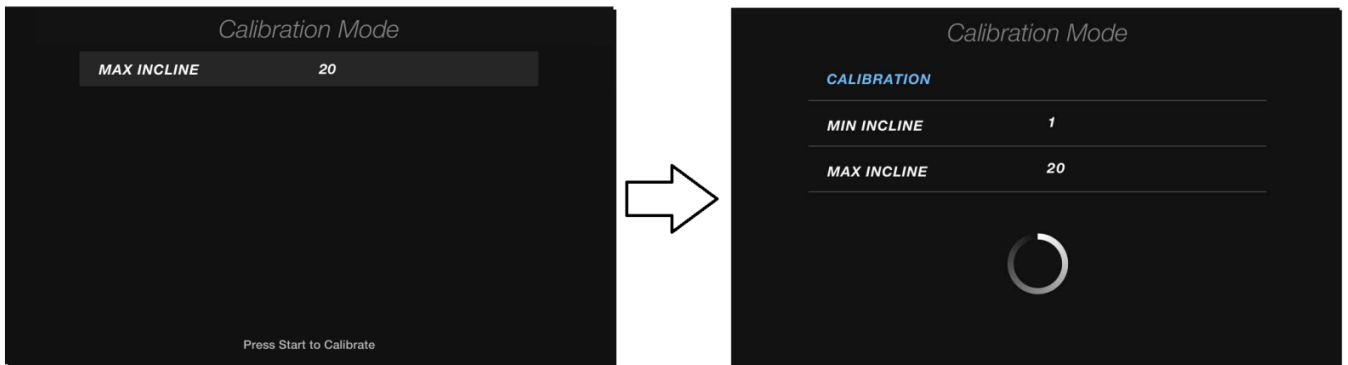 Calibration Mode
MAX INCLINE 20
Press Start to Calibrate
Calibration Mode
CALIBRATION
MIN INCLINE 1
MAX INCLINE 20